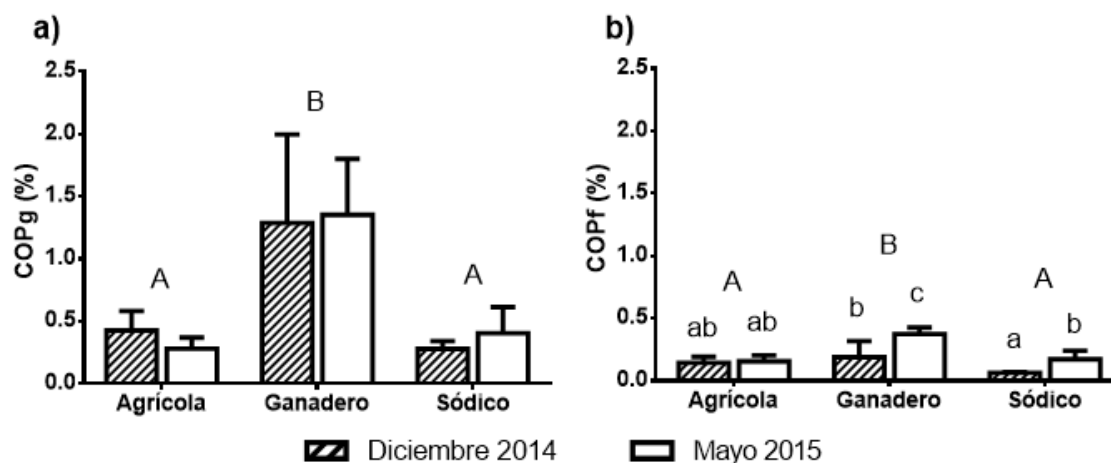 a)
COPg (%)
2.5
2.0
1.5
1.0
0.5
0.0
A
B
A
Agrícola
Ganadero
Sódico
b)
COPf (%)
2.5
2.0
1.5
1.0
0.5
0.0
A
B
A
ab
ab
b
c
a
b
Agrícola
Ganadero
Sódico
Diciembre 2014
Mayo 2015